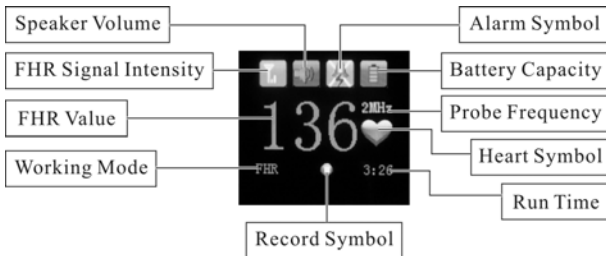 Speaker Volume
Alarm Symbol
FHR Signal Intensity
Battery Capacity
FHR Value
136
2MHz
Probe Frequency
Heart Symbol
Working Mode
FHR
3:26
Run Time
Record Symbol